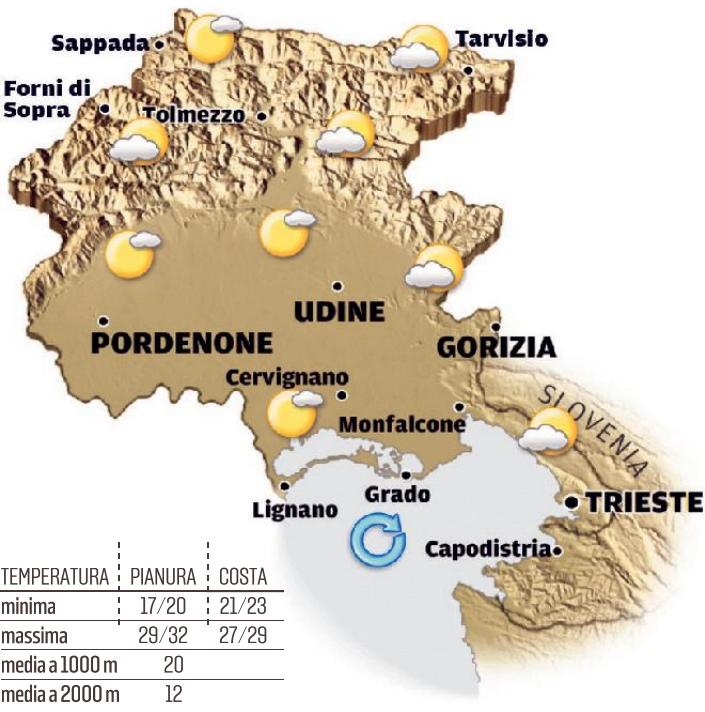 Sappada
Tarvisio
Forni di
Sopra
Tolmezzo
UDINE
PORDENONE
GORIZIA
Cervignano
Monfalcone
SLOVENIA
Lignano
Grado
TRIESTE
Capodistria
TEMPERATURA PIANURA COSTA
minima 17/20 21/23
massima 29/32 27/29
media a 1000 m 20
media a 2000 m 12